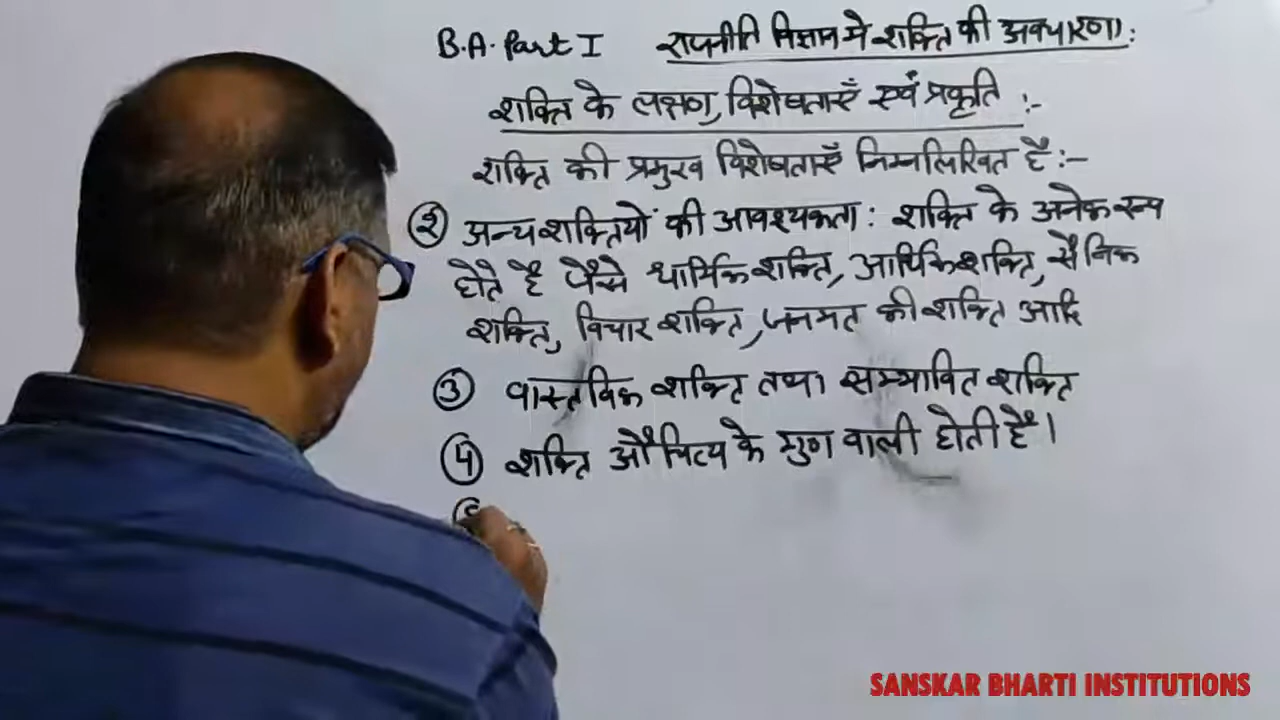 B.A. Part I राजनीति विज्ञान मे शक्ति की अवधारणा :
शक्ति के लक्षण, विशेषताएँ एवं प्रकृति :-
शक्ति की प्रमुख विशेषताएँ निम्नलिखित है :-
② अन्य शक्तियों की आवश्यकता : शक्ति के अनेक रूप
होते है जैसे धार्मिक शक्ति, आर्थिक शक्ति, सैनिक
शक्ति, विचार शक्ति, जनमत की शक्ति आदि
③ वास्तविक शक्ति तथा सम्भावित शक्ति
④ शक्ति औचित्य के गुण वाली होती है।
SANSKAR BHARTI INSTITUTIONS